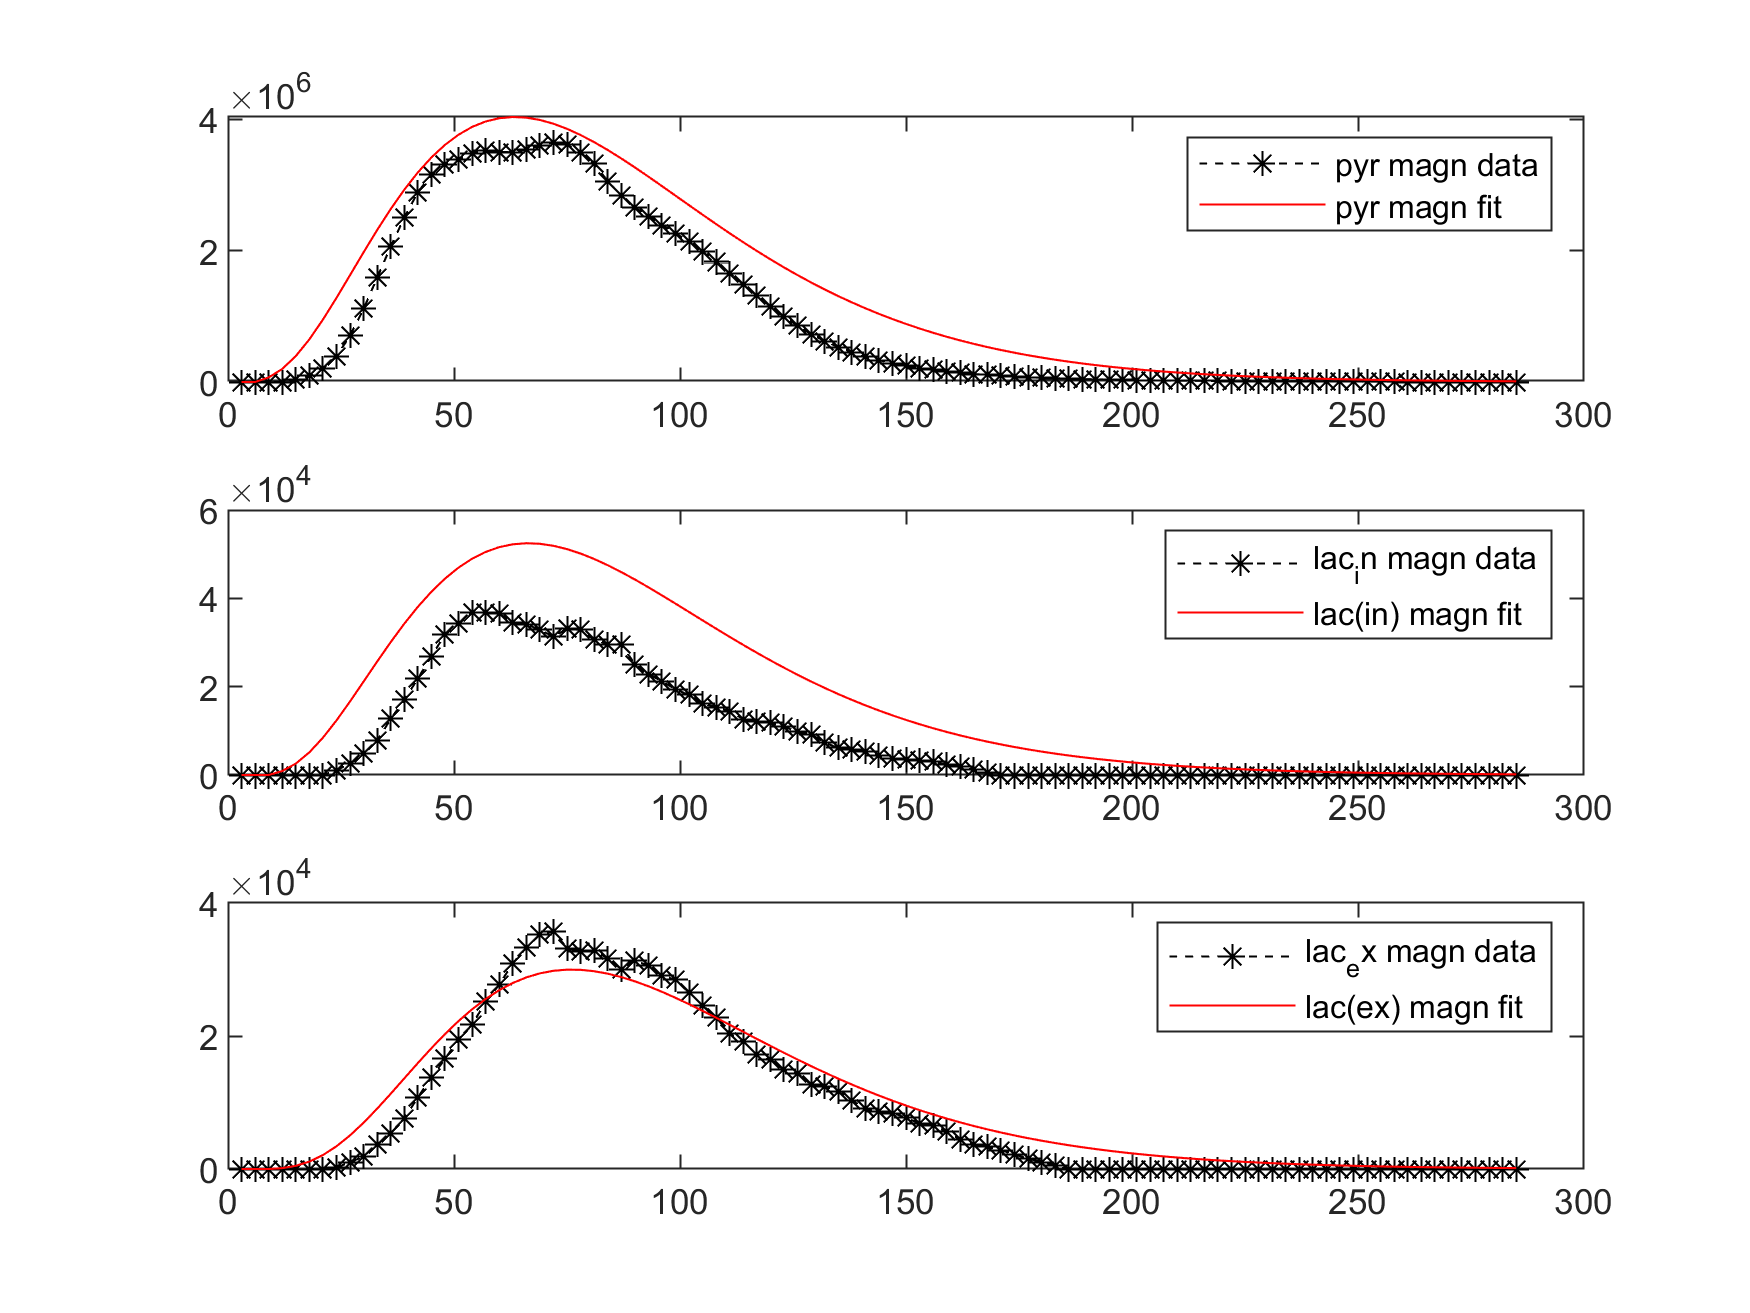 ×10^6
4
2
0
0 50 100 150 200 250 300
pyr magn data
pyr magn fit
×10^4
6
4
2
0
0 50 100 150 200 250 300
lac_in magn data
lac(in) magn fit
×10^4
4
2
0
0 50 100 150 200 250 300
lac_ex magn data
lac(ex) magn fit